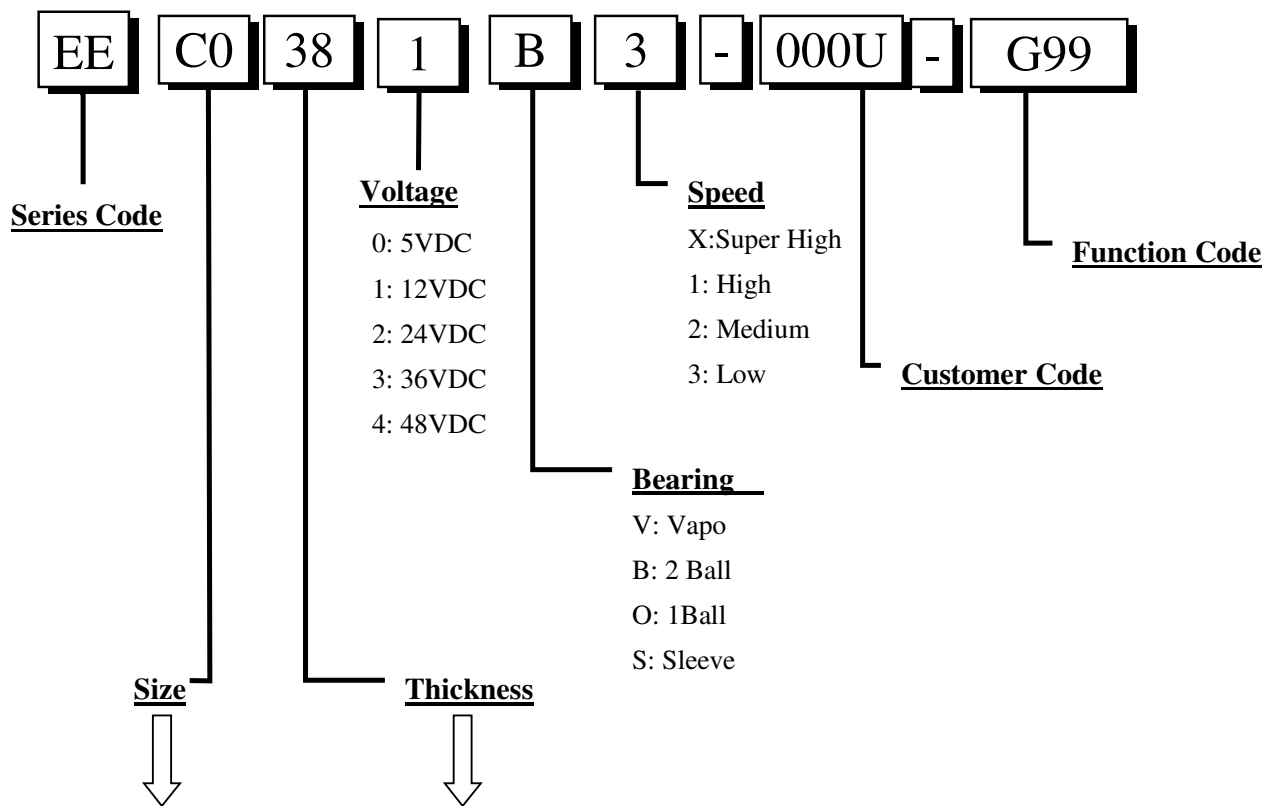 EE C0 38 1 B 3 - 000U - G99
Series Code
Voltage
0: 5VDC
1: 12VDC
2: 24VDC
3: 36VDC
4: 48VDC
Speed
X:Super High
1: High
2: Medium
3: Low
Function Code
Customer Code
Bearing
V: Vapo
B: 2 Ball
O: 1Ball
S: Sleeve
Size
Thickness